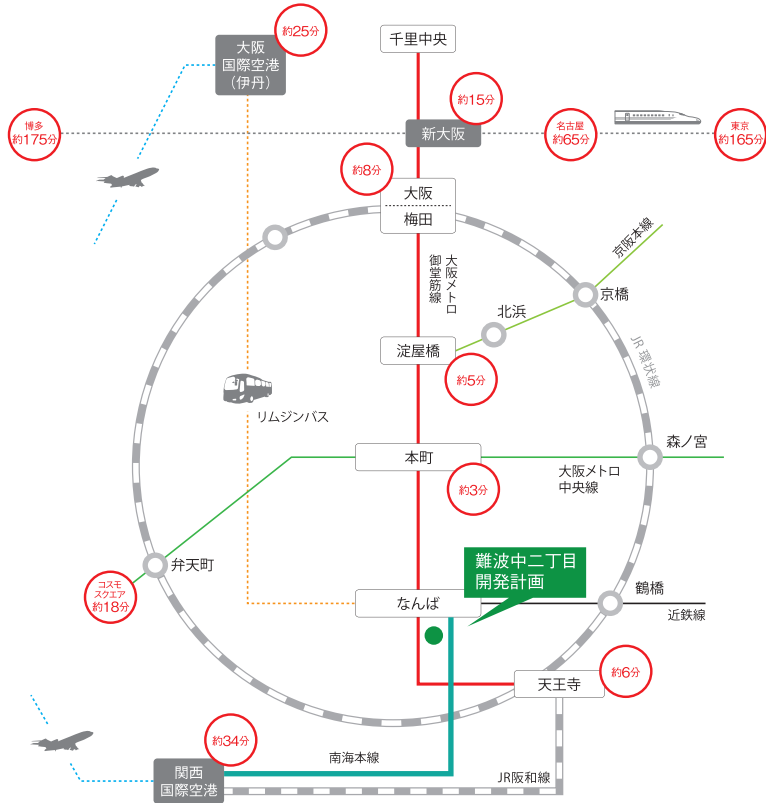 約25分
大阪
国際空港
（伊丹）
千里中央
約15分
新大阪
博多
約175分
名古屋
約65分
東京
約165分
約8分
大阪
梅田
大阪メトロ
御堂筋線
京阪本線
京橋
北浜
淀屋橋
約5分
JR 環状線
リムジンバス
本町
約3分
森ノ宮
大阪メトロ
中央線
弁天町
コスモ
スクエア
約18分
難波中二丁目
開発計画
なんば
鶴橋
近鉄線
天王寺
約6分
約34分
関西
国際空港
南海本線
JR阪和線